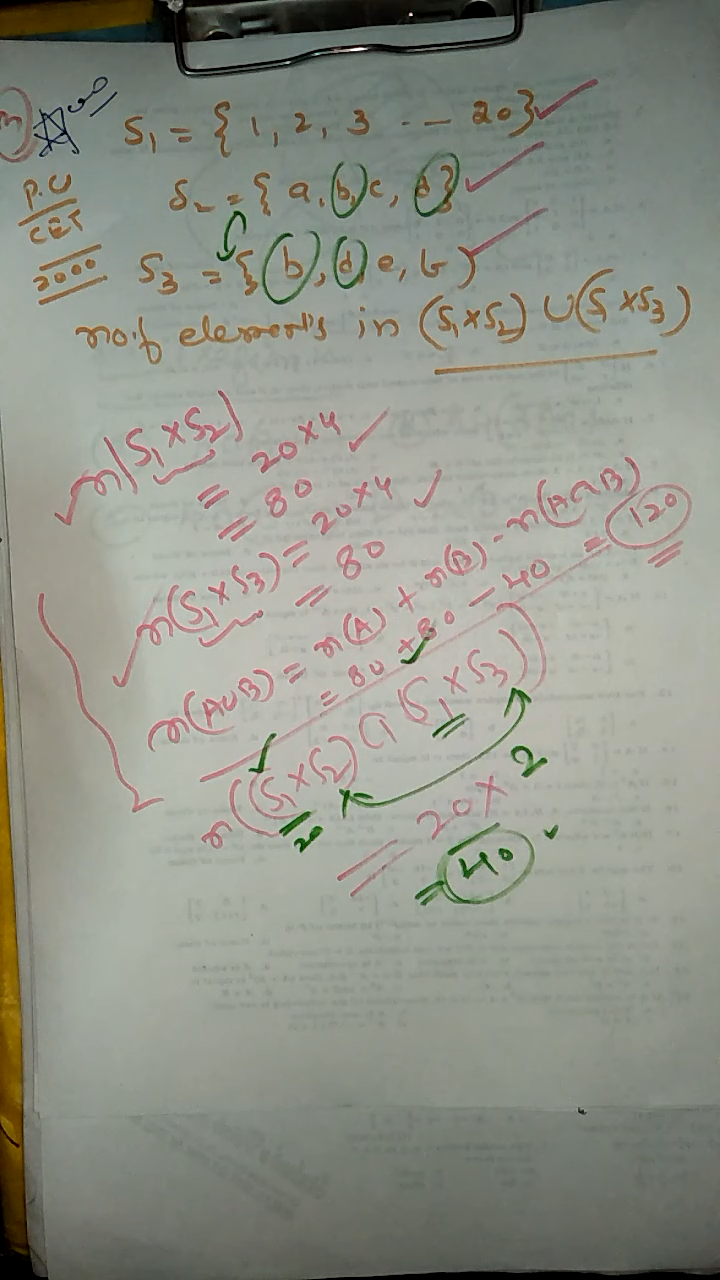 S₁ = { 1, 2, 3 -- 20}
P.U
CET
2000
S₂ = { a, b, c, d}
S₃ = { b, d, e, f }
no. of elements in (S₁×S₂) ∪ (S₁×S₃)
n(S₁×S₂)
= 20×4
= 80
n(S₁×S₃) = 20×4
= 80
n(A∪B) = n(A) + n(B) - n(A∩B)
= 80 + 80 - 40 = 120
n((S₁×S₂) ∩ (S₁×S₃))
20
2
= 20×
= 40